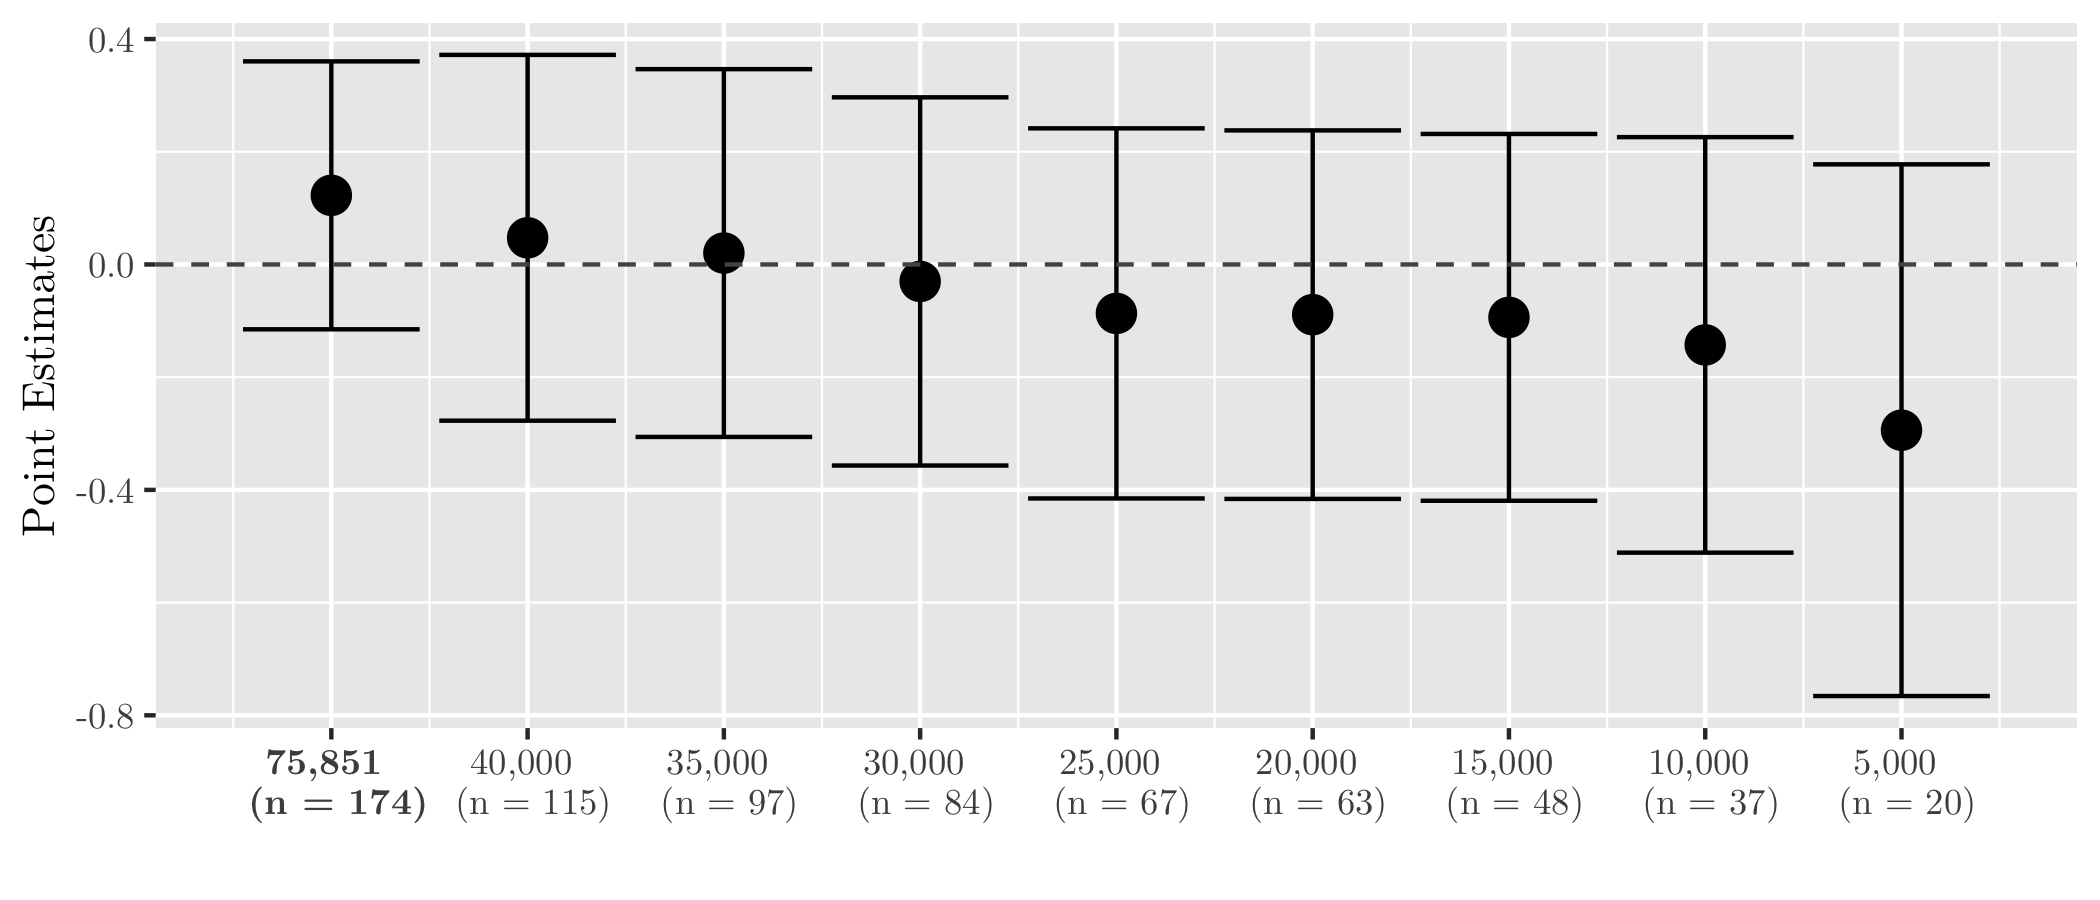 Point Estimates
0.4
0.0
-0.4
-0.8
75,851 40,000 35,000 30,000 25,000 20,000 15,000 10,000 5,000
(n = 174) (n = 115) (n = 97) (n = 84) (n = 67) (n = 63) (n = 48) (n = 37) (n = 20)